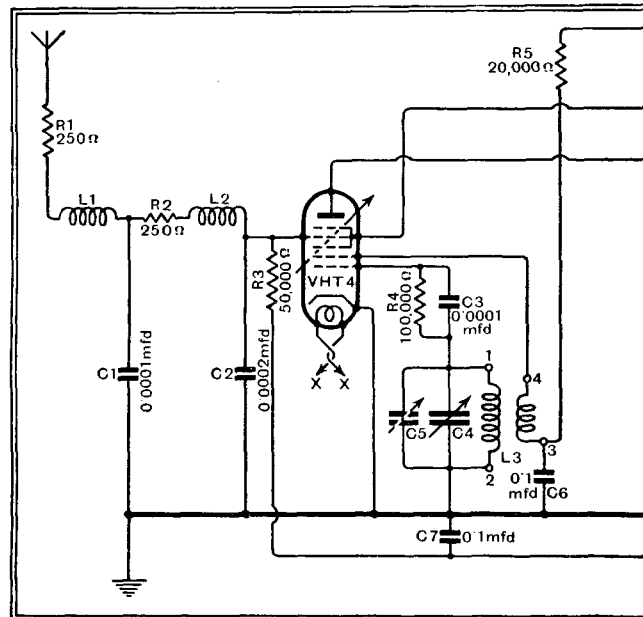 R5
20,000Ω
R1
250Ω
L1
R2
250Ω
L2
VHT4
R3
50,000Ω
R4
100,000Ω
C3
0·0001
mfd
C1
0·0001mfd
C2
0·0002mfd
X X
1
4
C5
C4
L3
3
2
0·1
mfd
C6
C7
0·1mfd